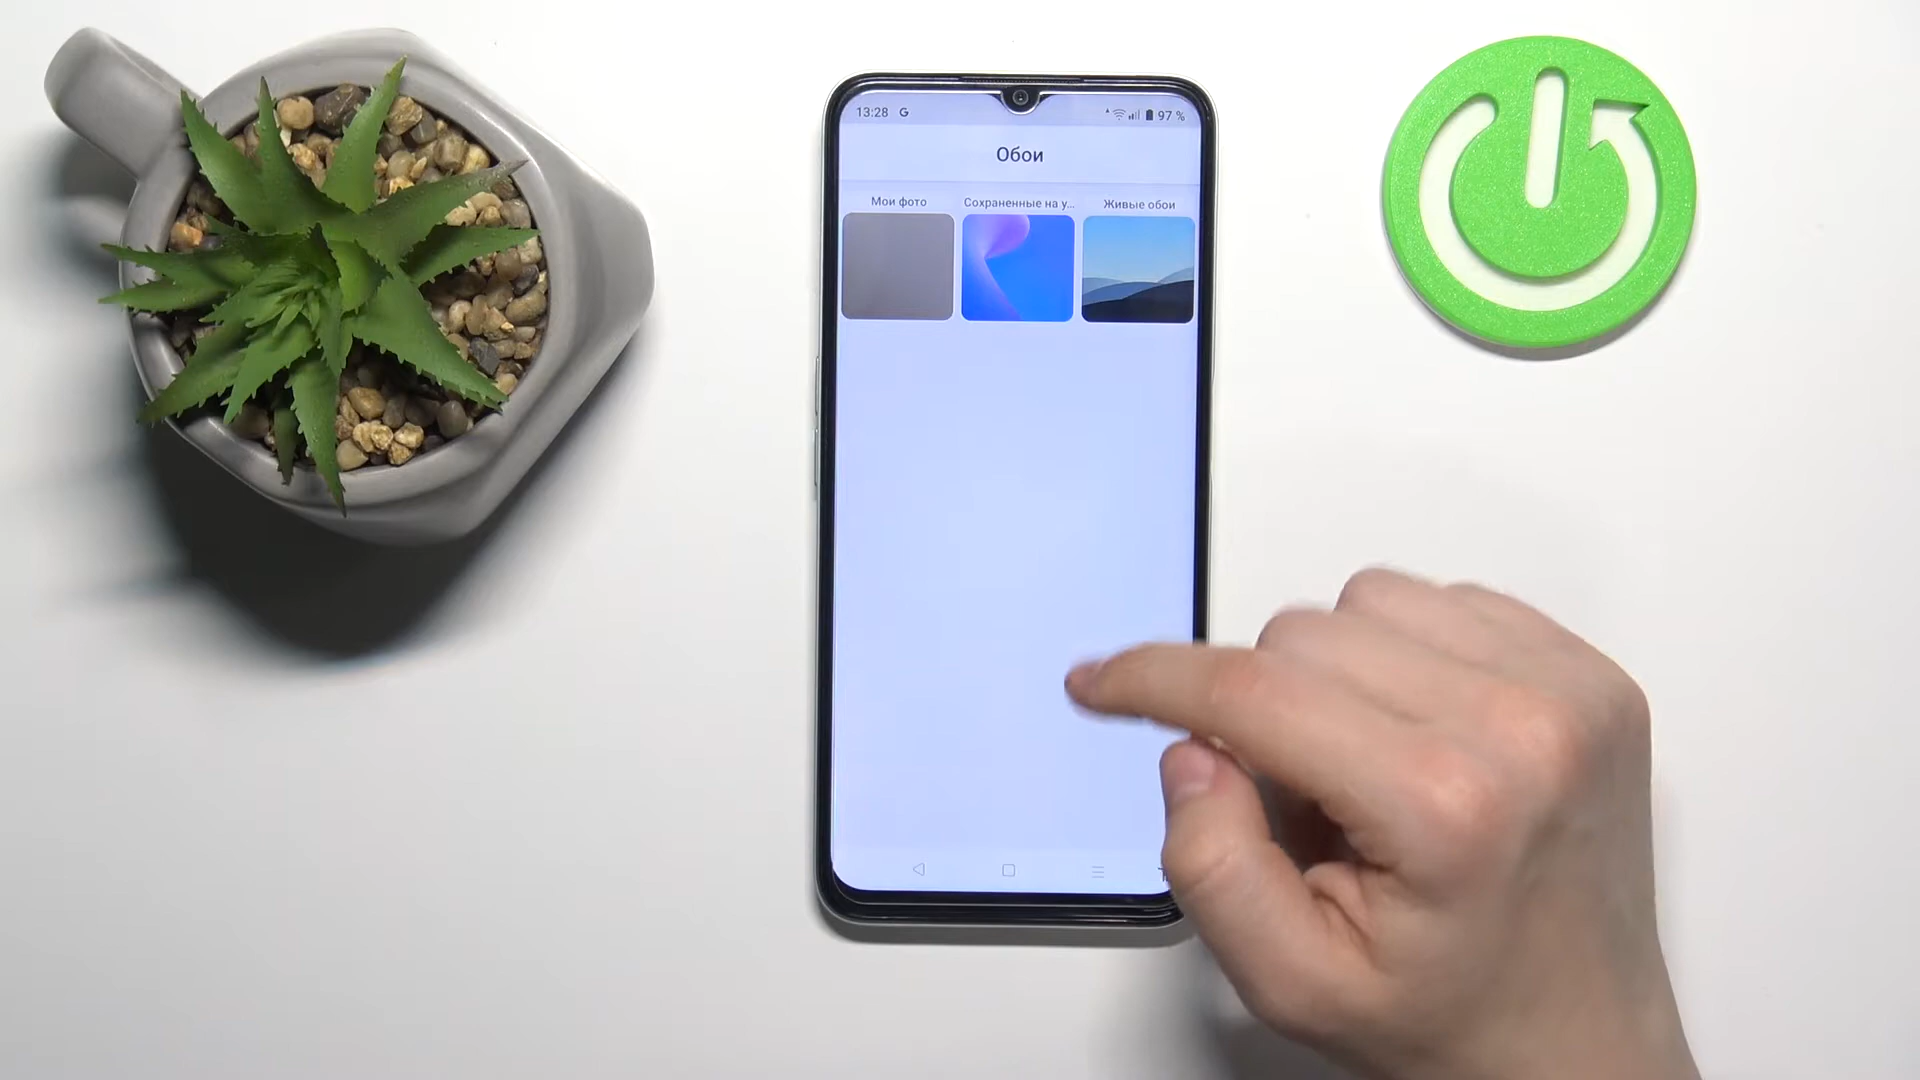 13:28 G 97 %
Обои
Мои фото Сохраненные на у... Живые обои